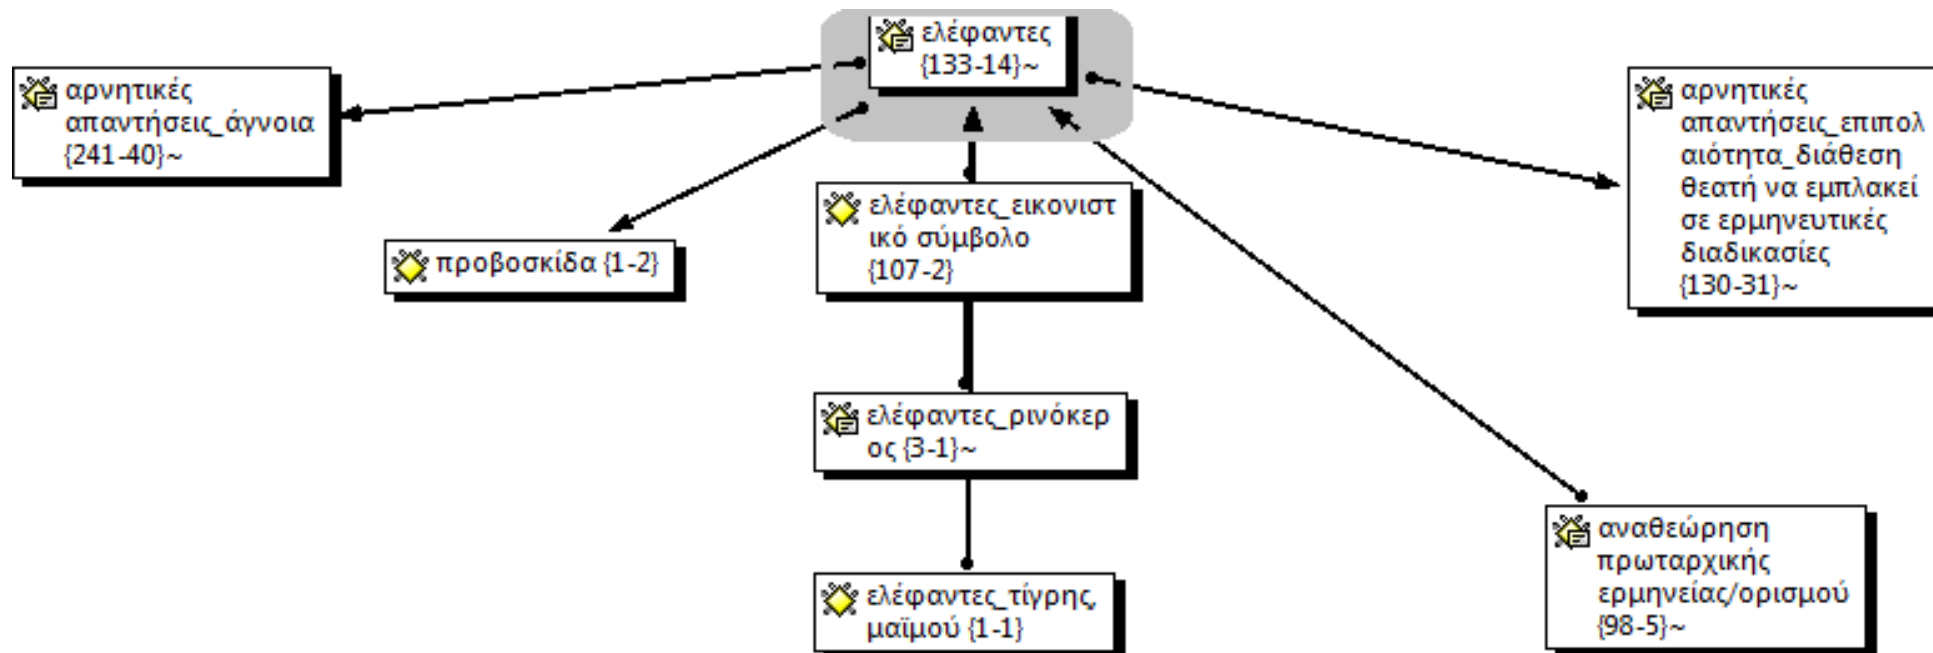 ελέφαντες
{133-14}~
αρνητικές
απαντήσεις_άγνοια
{241-40}~
αρνητικές
απαντήσεις_επιπολ
αιότητα_διάθεση
θεατή να εμπλακεί
σε ερμηνευτικές
διαδικασίες
{130-31}~
προβοσκίδα {1-2}
ελέφαντες_εικονιστ
ικό σύμβολο
{107-2}
ελέφαντες_ρινόκερ
ος {3-1}~
αναθεώρηση
πρωταρχικής
ερμηνείας/ορισμού
{98-5}~
ελέφαντες_τίγρης,
μαϊμού {1-1}